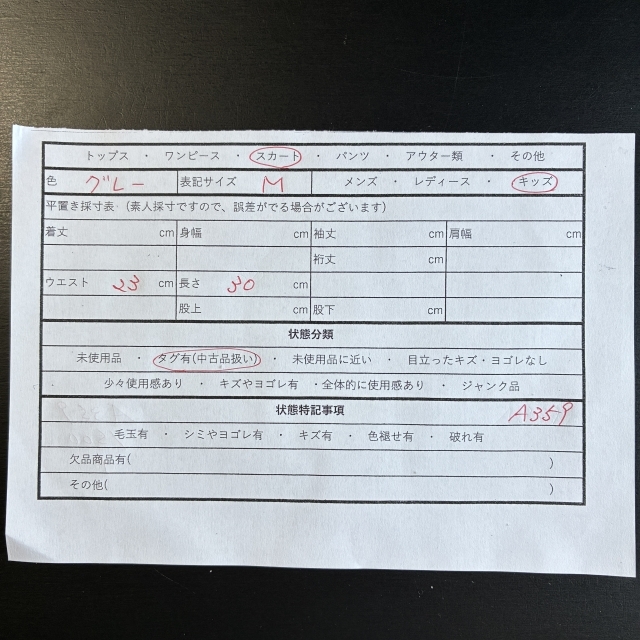 トップス ・ ワンピース ・ スカート ・ パンツ ・ アウター類 ・ その他
色 グレー 表記サイズ M メンズ ・ レディース ・ キッズ
平置き採寸表（素人採寸ですので、誤差がでる場合がございます）
着丈 cm 身幅 cm 袖丈 cm 肩幅 cm
裄丈 cm
ウエスト 23 cm 長さ 30 cm
股上 cm 股下 cm
状態分類
未使用品 ・ タグ有(中古品扱い) ・ 未使用品に近い ・ 目立ったキズ・ヨゴレなし
少々使用感あり ・ キズやヨゴレ有 ・全体的に使用感あり ・ ジャンク品
状態特記事項 A359
毛玉有 ・ シミやヨゴレ有 ・ キズ有 ・ 色褪せ有 ・ 破れ有
欠品商品有( )
その他( )